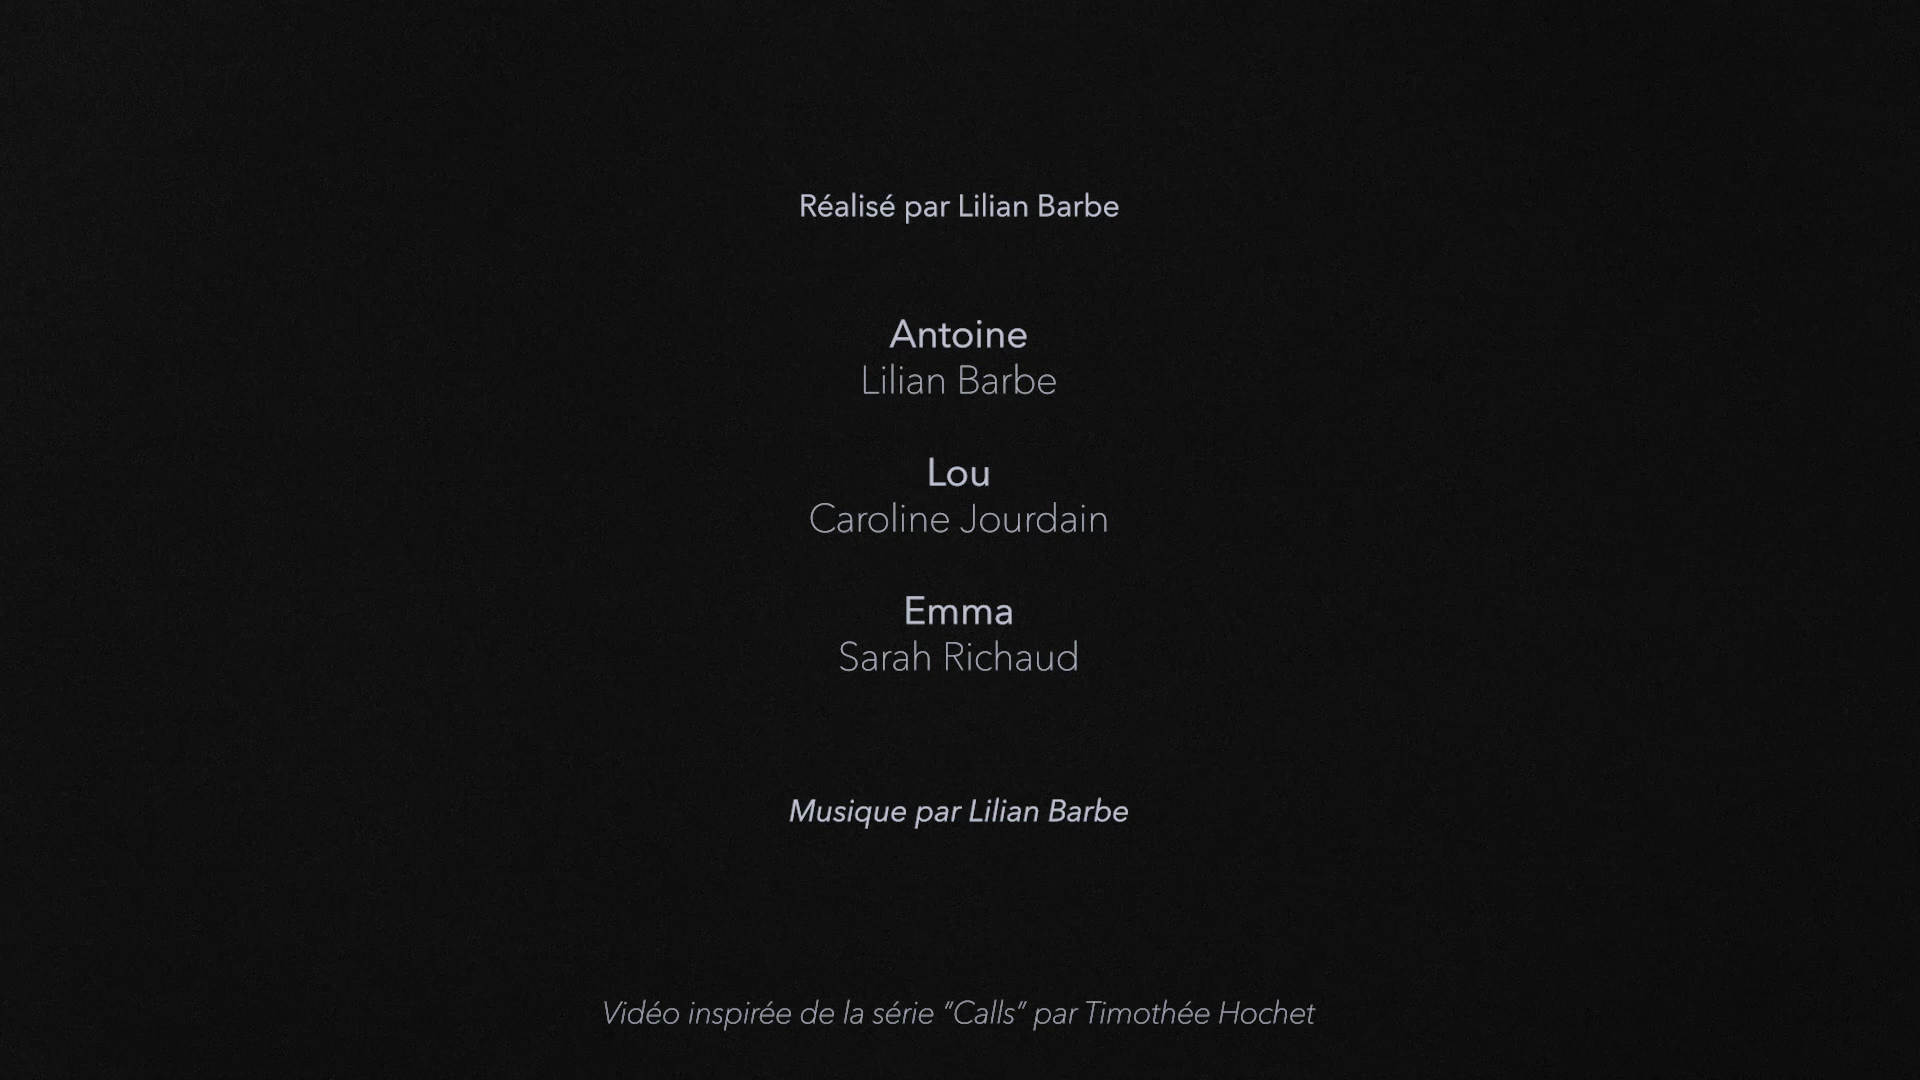 Réalisé par Lilian Barbe
Antoine
Lilian Barbe
Lou
Caroline Jourdain
Emma
Sarah Richaud
Musique par Lilian Barbe
Vidéo inspirée de la série “Calls” par Timothée Hochet